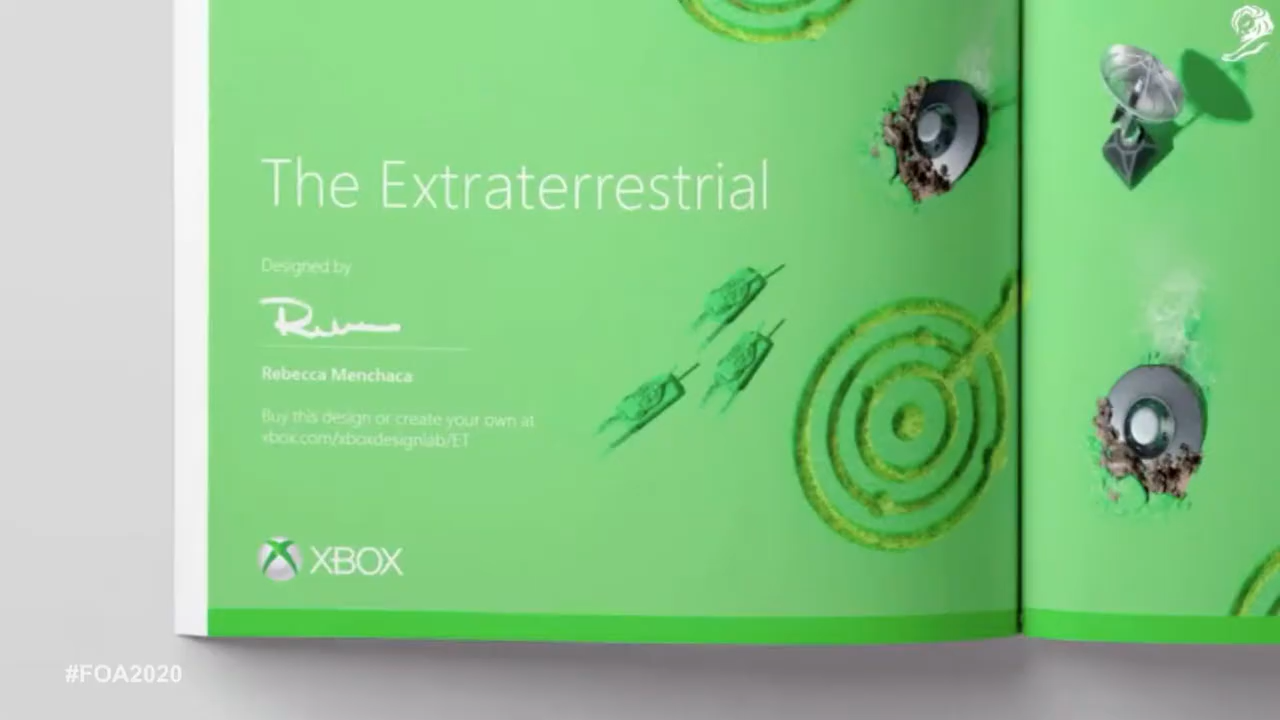 The Extraterrestrial
Designed by
Rebecca Menchaca
Buy this design or create your own at
xbox.com/xboxdesignlab/ET
XBOX
#FOA2020